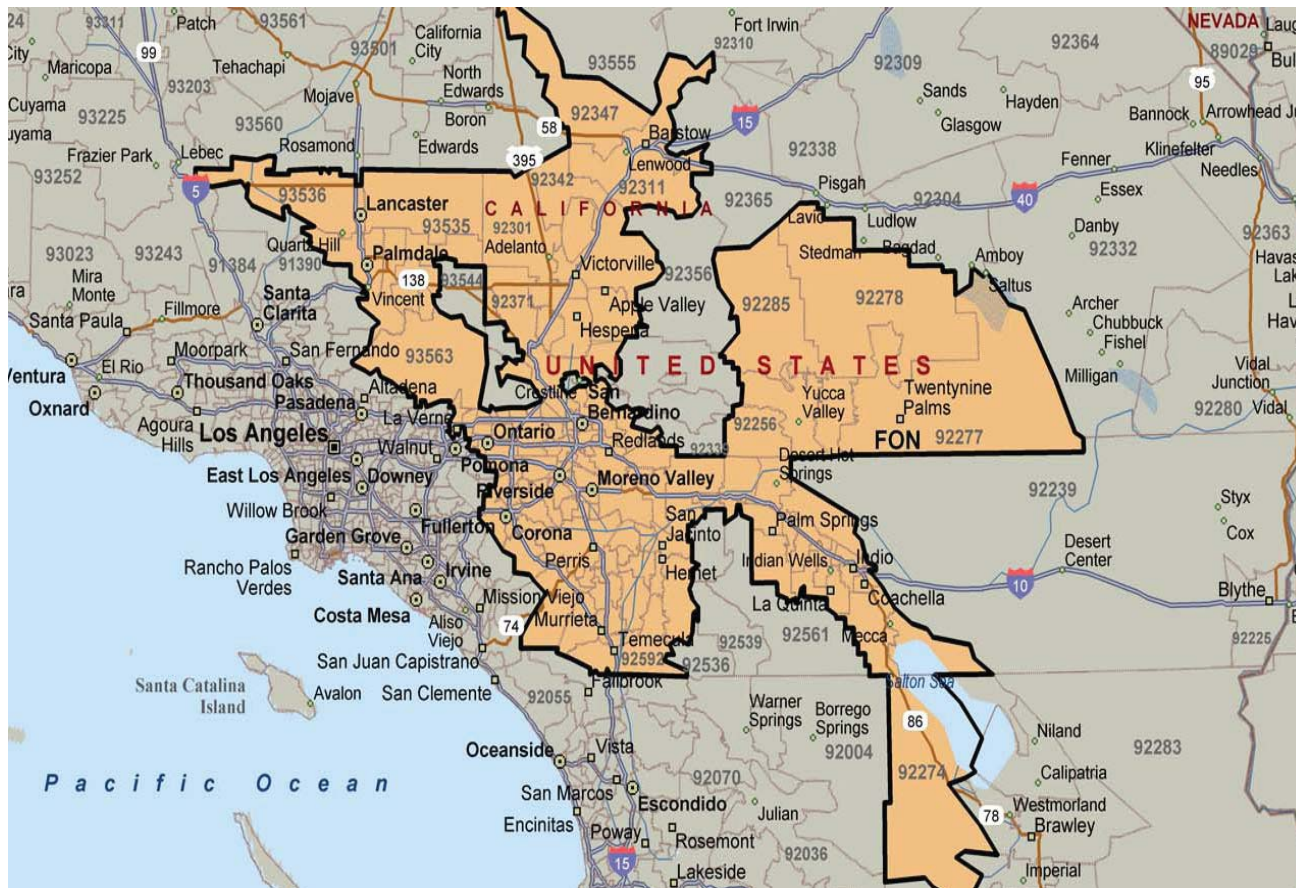 Patch
93561
Fort Irwin
NEVADA
93311
99
California
City
92310
92364
Laug
24
City
93501
89029
Bul
Maricopa
Tehachapi
93555
92309
95
93203
North
Edwards
Sands
Hayden
Cuyama
Mojave
92347
15
Bannock
Arrowhead Ju
93225
Boron
58
Barstow
Glasgow
uyama
93560
Edwards
Klinefelter
Frazier Park
Lebec
Rosamond
395
Lenwood
92338
Fenner
Needles
93252
5
93536
92342
92311
Pisgah
Essex
Lancaster
CALIFORNIA
92365
Lavic
92304
40
93535
92301
Ludlow
Danby
Quartz Hill
Adelanto
Stedman
Bagdad
92332
92363
93023
93243
Palmdale
Amboy
Havas
91384
91390
138
93544
Victorville
92356
Saltus
Lake
Mira
Monte
Vincent
92285
92278
Archer
Fillmore
Santa
Clarita
92371
Apple Valley
Chubbuck
Santa Paula
Hesperia
Fishel
Moorpark
San Fernando
93563
UNITED STATES
Milligan
Vidal
Junction
Ventura
El Rio
Thousand Oaks
Altadena
Crestline
San
Bernardino
Yucca
Valley
Twentynine
Palms
Oxnard
Pasadena
92280
Vidal
Agoura
Hills
La Verne
92256
Los Angeles
Walnut
Ontario
Redlands
92339
FON
92277
East Los Angeles
Downey
Pomona
Desert Hot
Springs
Riverside
Moreno Valley
92239
Styx
Willow Brook
Fullerton
Corona
San
Jacinto
Palm Springs
Cox
Garden Grove
Perris
Desert
Center
Rancho Palos
Verdes
Irvine
Hemet
Indian Wells
Indio
Santa Ana
10
Blythe
Costa Mesa
Mission Viejo
La Quinta
Coachella
Aliso
Viejo
74
Murrieta
Temecula
92539
92561
Mecca
92225
San Juan Capistrano
92592
92536
Santa Catalina
Island
Avalon
San Clemente
92055
Fallbrook
Salton Sea
Warner
Springs
Borrego
Springs
86
Oceanside
Vista
92004
Niland
92283
Pacific Ocean
92070
92274
Calipatria
San Marcos
Escondido
Julian
Westmorland
Encinitas
78
Brawley
Poway
Rosemont
15
92036
Imperial
Lakeside